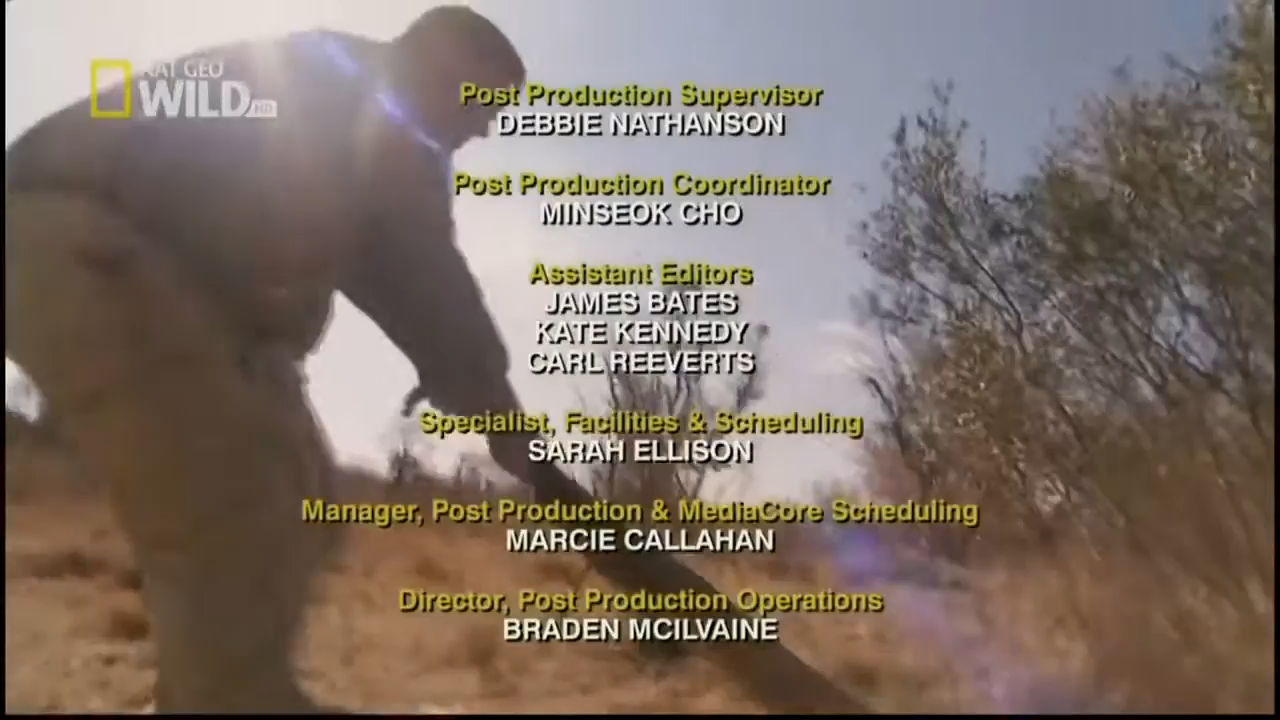 NAT GEO
WILD HD
Post Production Supervisor
DEBBIE NATHANSON
Post Production Coordinator
MINSEOK CHO
Assistant Editors
JAMES BATES
KATE KENNEDY
CARL REEVERTS
Specialist, Facilities & Scheduling
SARAH ELLISON
Manager, Post Production & MediaCore Scheduling
MARCIE CALLAHAN
Director, Post Production Operations
BRADEN MCILVAINE